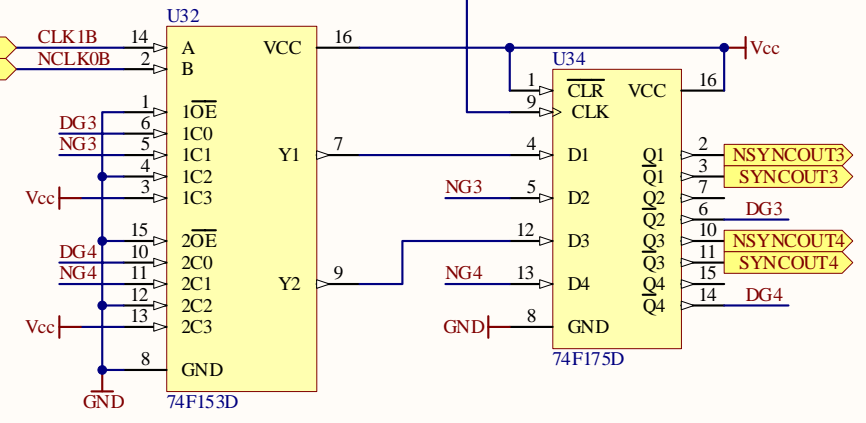 U32
CLK1B 14 A VCC 16 Vcc
NCLK0B 2 B
U34
1 1OE 1 CLR VCC 16
DG3 6 1C0 9 CLK
NG3 5 1C1 Y1 7 4 D1 Q1 2 NSYNCOUT3
4 1C2 Q1 3 SYNCOUT3
Vcc 3 1C3 NG3 5 D2 Q2 7
Q2 6 DG3
15 2OE 12 D3 Q3 10 NSYNCOUT4
DG4 10 2C0 Q3 11 SYNCOUT4
NG4 11 2C1 Y2 9 NG4 13 D4 Q4 15
12 2C2 Q4 14 DG4
Vcc 13 2C3 GND 8 GND
8 GND 74F175D
GND 74F153D